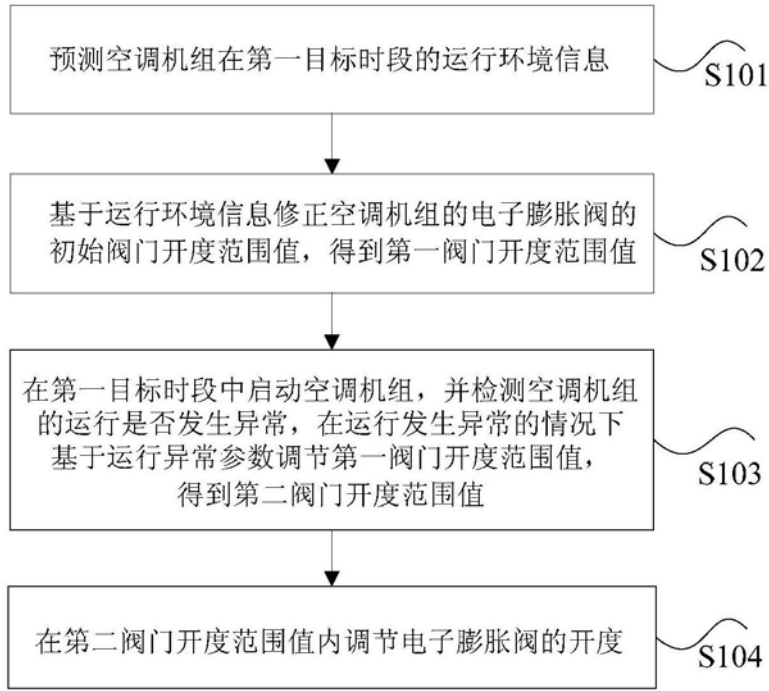 预测空调机组在第一目标时段的运行环境信息
S101
基于运行环境信息修正空调机组的电子膨胀阀的
初始阀门开度范围值，得到第一阀门开度范围值
S102
在第一目标时段中启动空调机组，并检测空调机组
的运行是否发生异常，在运行发生异常的情况下
基于运行异常参数调节第一阀门开度范围值，
得到第二阀门开度范围值
S103
在第二阀门开度范围值内调节电子膨胀阀的开度
S104